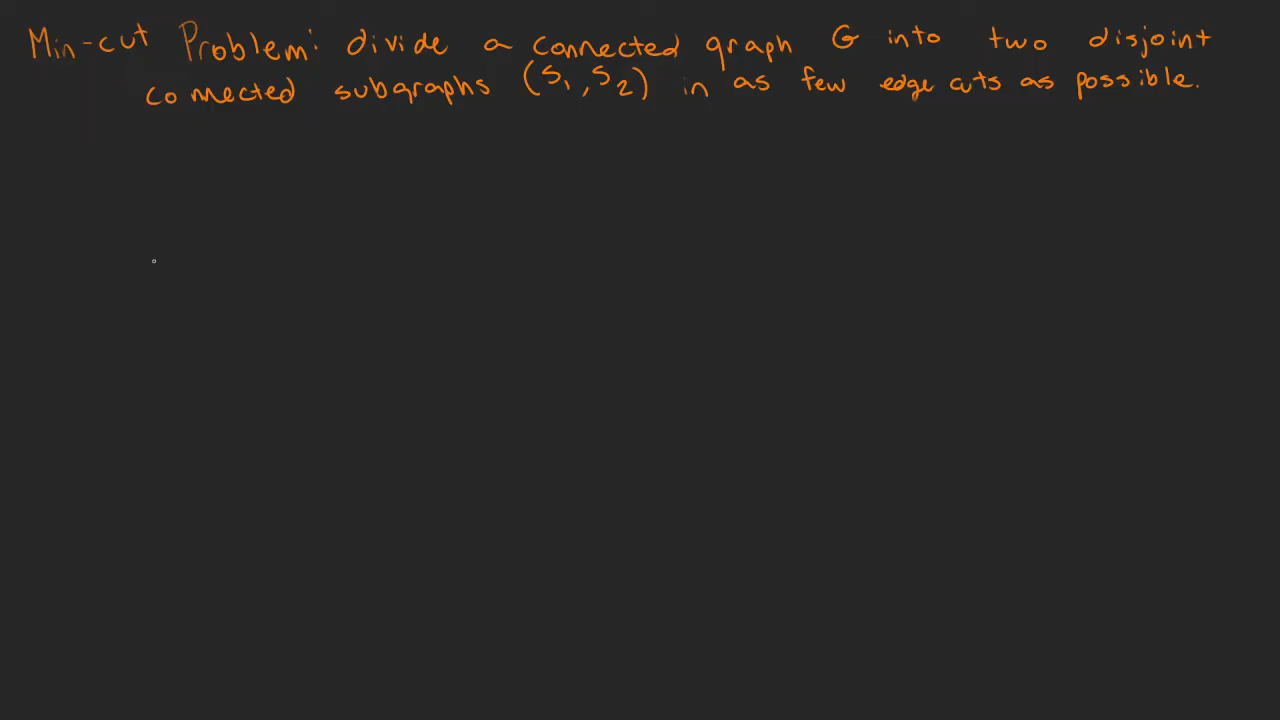 Min-cut Problem: divide a connected graph G into two disjoint
connected subgraphs (S1, S2) in as few edge cuts as possible.